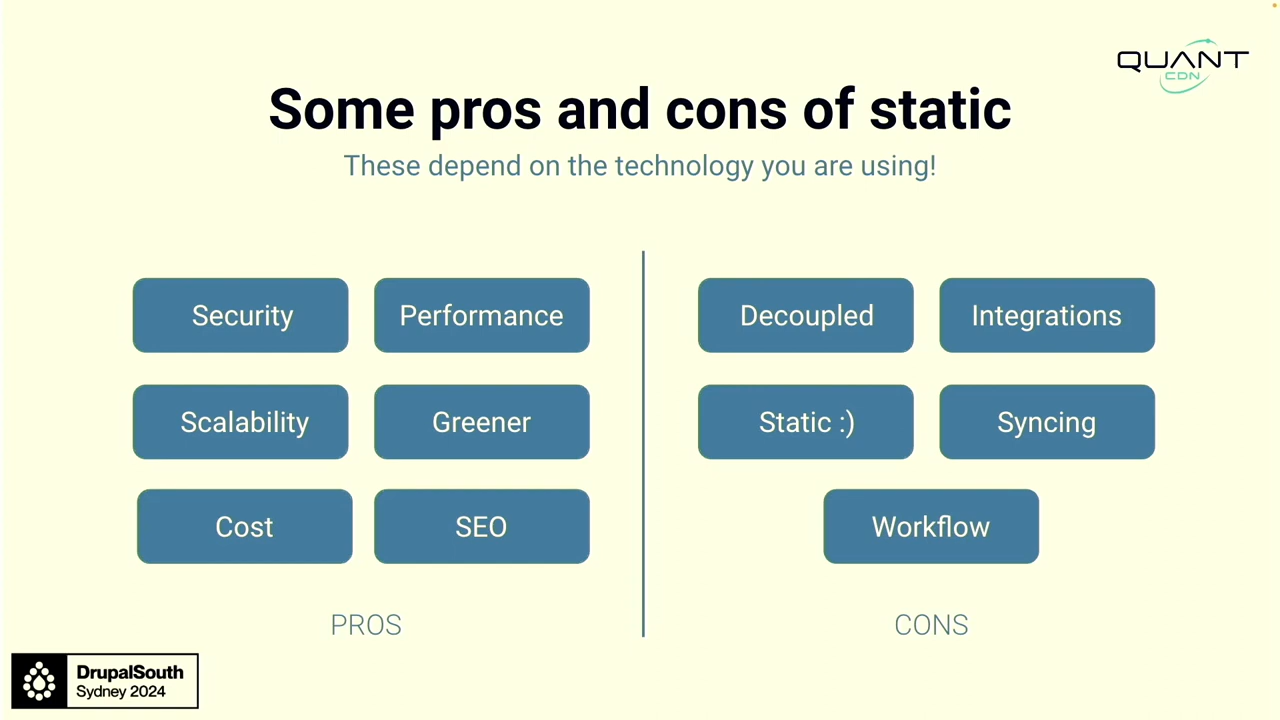 QUANT
CDN
Some pros and cons of static
These depend on the technology you are using!
Security
Performance
Scalability
Greener
Cost
SEO
PROS
Decoupled
Integrations
Static :)
Syncing
Workflow
CONS
DrupalSouth
Sydney 2024